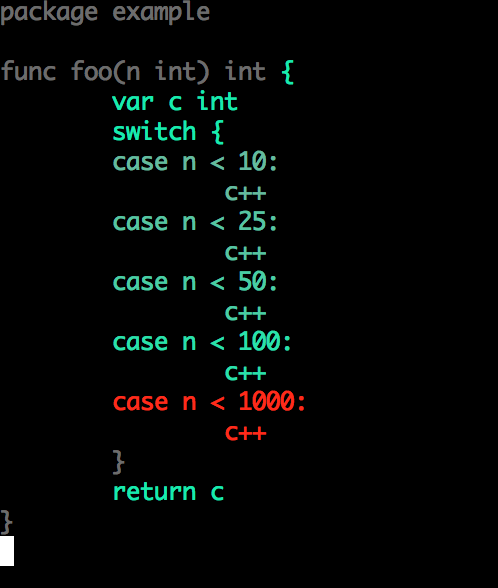 package example
func foo(n int) int {
var c int
switch {
case n < 10:
c++
case n < 25:
c++
case n < 50:
c++
case n < 100:
c++
case n < 1000:
c++
}
return c
}